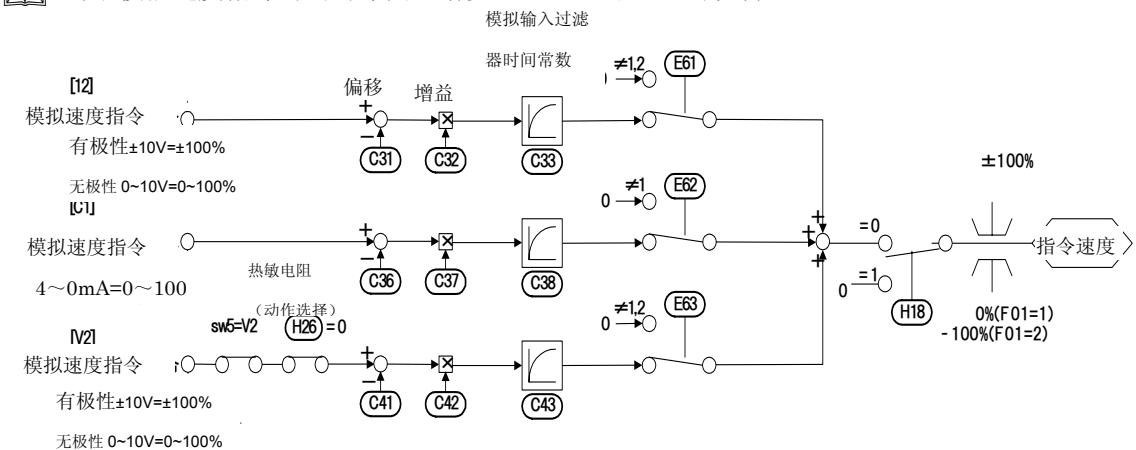 模拟输入过滤
器时间常数
≠1,2
E61
[12]
偏移
增益
模拟速度指令
+
−
C31
C32
C33
有极性±10V=±100%
无极性 0~10V=0~100%
±100%
[C1]
0
≠1
E62
模拟速度指令
+
−
C36
C37
C38
+
+
+
=0
指令速度
热敏电阻
4～0mA=0～100
(动作选择)
0
=1
H18
0%(F01=1)
-100%(F01=2)
0
≠1,2
E63
[V2]
sw5=V2
H26
=0
模拟速度指令
+
−
C41
C42
C43
有极性±10V=±100%
无极性 0~10V=0~100%